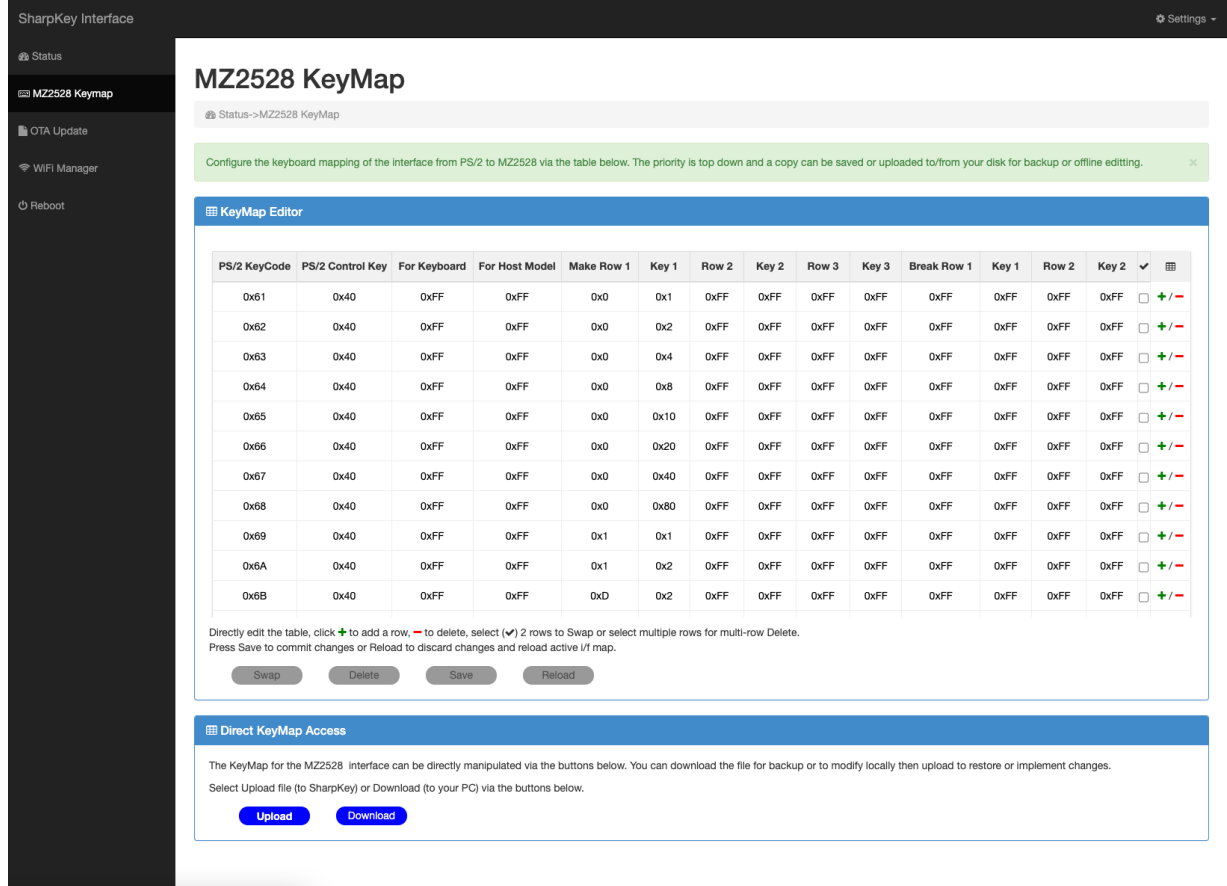 SharpKey Interface
Settings
Status
MZ2528 Keymap
OTA Update
WiFi Manager
Reboot
MZ2528 KeyMap
Status->MZ2528 KeyMap
Configure the keyboard mapping of the interface from PS/2 to MZ2528 via the table below. The priority is top down and a copy can be saved or uploaded to/from your disk for backup or offline editting. ×
KeyMap Editor
PS/2 KeyCode PS/2 Control Key For Keyboard For Host Model Make Row 1 Key 1 Row 2 Key 2 Row 3 Key 3 Break Row 1 Key 1 Row 2 Key 2 ✔
0x61 0x40 0xFF 0xFF 0x0 0x1 0xFF 0xFF 0xFF 0xFF 0xFF 0xFF 0xFF 0xFF + / −
0x62 0x40 0xFF 0xFF 0x0 0x2 0xFF 0xFF 0xFF 0xFF 0xFF 0xFF 0xFF 0xFF + / −
0x63 0x40 0xFF 0xFF 0x0 0x4 0xFF 0xFF 0xFF 0xFF 0xFF 0xFF 0xFF 0xFF + / −
0x64 0x40 0xFF 0xFF 0x0 0x8 0xFF 0xFF 0xFF 0xFF 0xFF 0xFF 0xFF 0xFF + / −
0x65 0x40 0xFF 0xFF 0x0 0x10 0xFF 0xFF 0xFF 0xFF 0xFF 0xFF 0xFF 0xFF + / −
0x66 0x40 0xFF 0xFF 0x0 0x20 0xFF 0xFF 0xFF 0xFF 0xFF 0xFF 0xFF 0xFF + / −
0x67 0x40 0xFF 0xFF 0x0 0x40 0xFF 0xFF 0xFF 0xFF 0xFF 0xFF 0xFF 0xFF + / −
0x68 0x40 0xFF 0xFF 0x0 0x80 0xFF 0xFF 0xFF 0xFF 0xFF 0xFF 0xFF 0xFF + / −
0x69 0x40 0xFF 0xFF 0x1 0x1 0xFF 0xFF 0xFF 0xFF 0xFF 0xFF 0xFF 0xFF + / −
0x6A 0x40 0xFF 0xFF 0x1 0x2 0xFF 0xFF 0xFF 0xFF 0xFF 0xFF 0xFF 0xFF + / −
0x6B 0x40 0xFF 0xFF 0xD 0x2 0xFF 0xFF 0xFF 0xFF 0xFF 0xFF 0xFF 0xFF + / −
Directly edit the table, click + to add a row, − to delete, select (✔) 2 rows to Swap or select multiple rows for multi-row Delete.
Press Save to commit changes or Reload to discard changes and reload active i/f map.
Swap Delete Save Reload
Direct KeyMap Access
The KeyMap for the MZ2528 interface can be directly manipulated via the buttons below. You can download the file for backup or to modify locally then upload to restore or implement changes.
Select Upload file (to SharpKey) or Download (to your PC) via the buttons below.
Upload Download